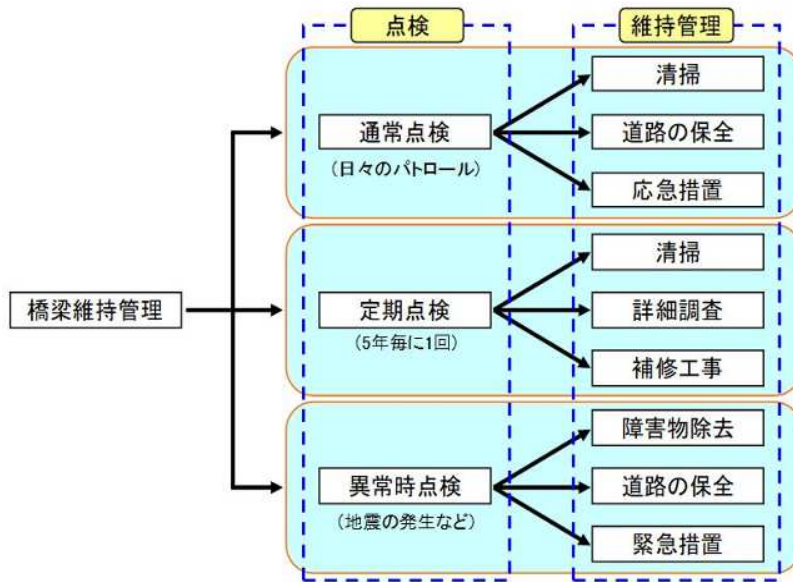 点検
維持管理
橋梁維持管理
通常点検
(日々のパトロール)
清掃
道路の保全
応急措置
定期点検
(5年毎に1回)
清掃
詳細調査
補修工事
異常時点検
(地震の発生など)
障害物除去
道路の保全
緊急措置